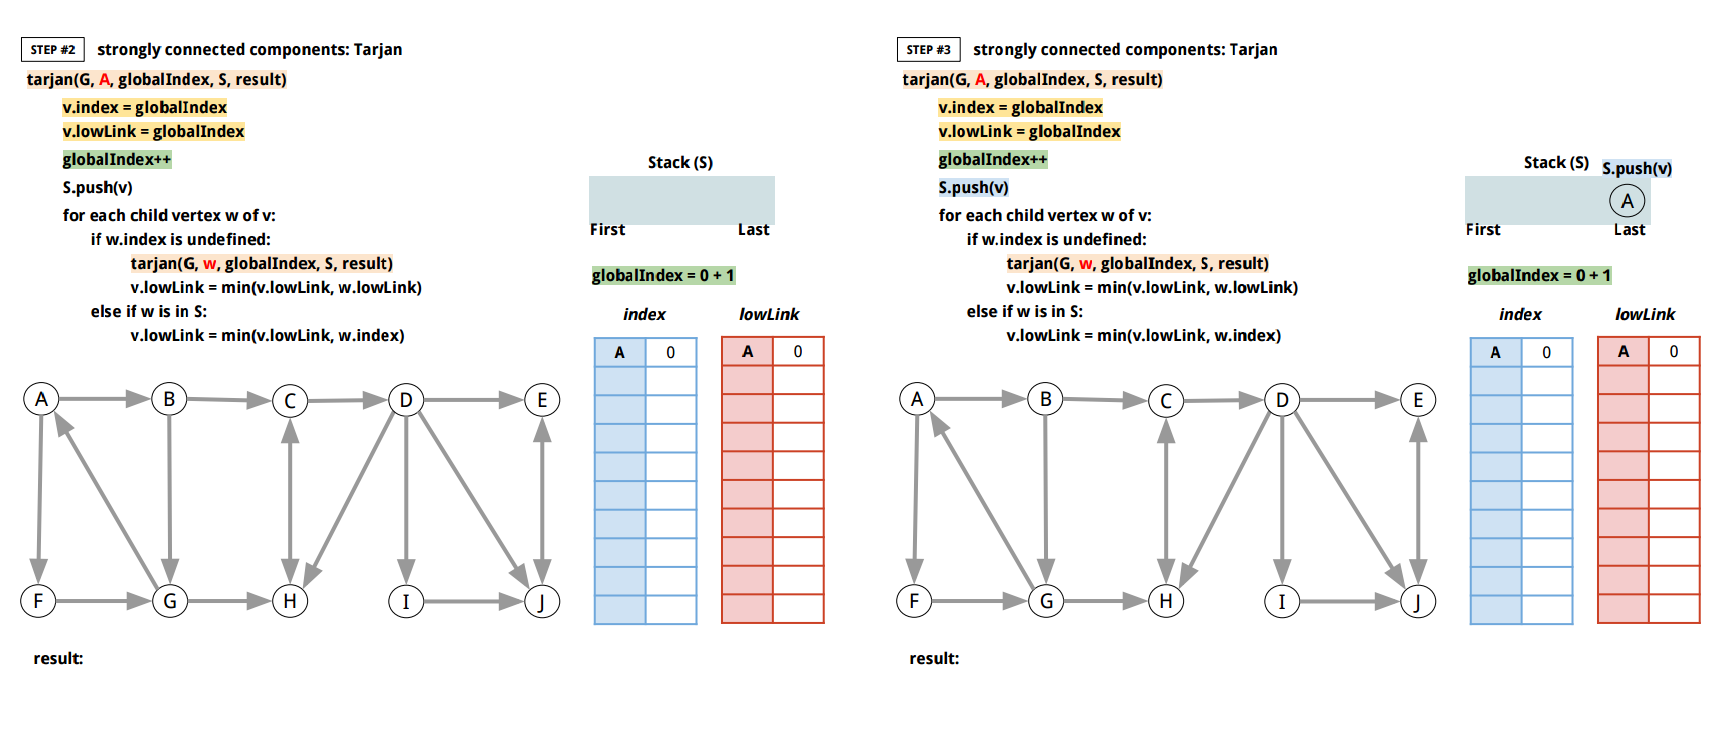 STEP #2 strongly connected components: Tarjan
tarjan(G, A, globalIndex, S, result)
v.index = globalIndex
v.lowLink = globalIndex
globalIndex++
S.push(v)
for each child vertex w of v:
if w.index is undefined:
tarjan(G, w, globalIndex, S, result)
v.lowLink = min(v.lowLink, w.lowLink)
else if w is in S:
v.lowLink = min(v.lowLink, w.index)
Stack (S)
First Last
globalIndex = 0 + 1
index lowLink
A 0 A 0
A B C D E
F G H I J
result:
STEP #3 strongly connected components: Tarjan
tarjan(G, A, globalIndex, S, result)
v.index = globalIndex
v.lowLink = globalIndex
globalIndex++
S.push(v)
for each child vertex w of v:
if w.index is undefined:
tarjan(G, w, globalIndex, S, result)
v.lowLink = min(v.lowLink, w.lowLink)
else if w is in S:
v.lowLink = min(v.lowLink, w.index)
Stack (S) S.push(v)
A
First Last
globalIndex = 0 + 1
index lowLink
A 0 A 0
A B C D E
F G H I J
result: